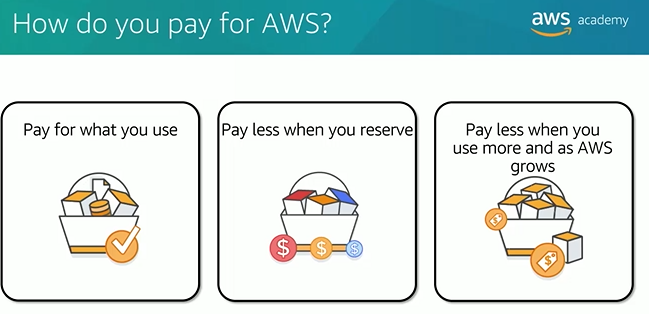 How do you pay for AWS?
aws academy
Pay for what you use
Pay less when you reserve
Pay less when you
use more and as AWS
grows
$ $ $
$